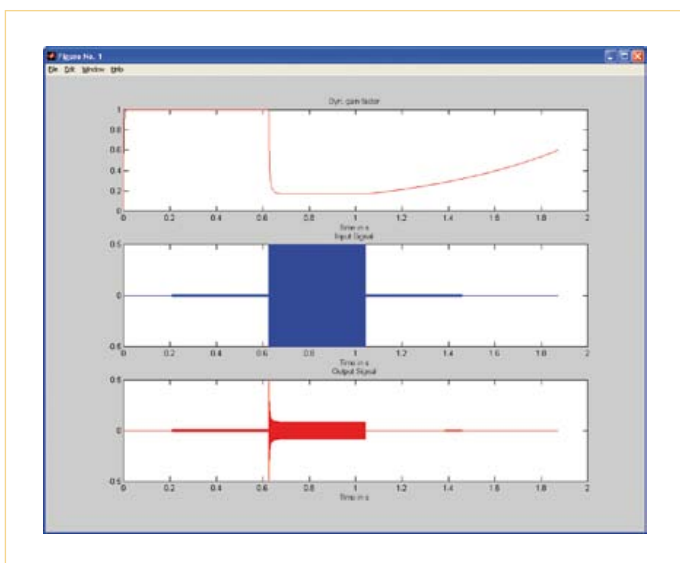 Figure No. 1
File Edit Window Help
Dyn. gain factor
1
0.8
0.6
0.4
0.2
0
0 0.2 0.4 0.6 0.8 1 1.2 1.4 1.6 1.8 2
Time in s
Input Signal
0.5
0
-0.5
0 0.2 0.4 0.6 0.8 1 1.2 1.4 1.6 1.8 2
Time in s
Output Signal
0.5
0
-0.5
0 0.2 0.4 0.6 0.8 1 1.2 1.4 1.6 1.8 2
Time in s